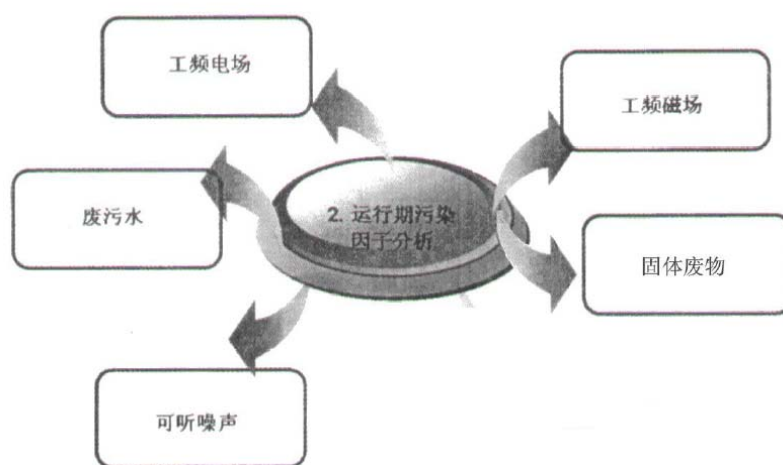 工频电场
工频磁场
废污水
2. 运行期污染
因子分析
固体废物
可听噪声